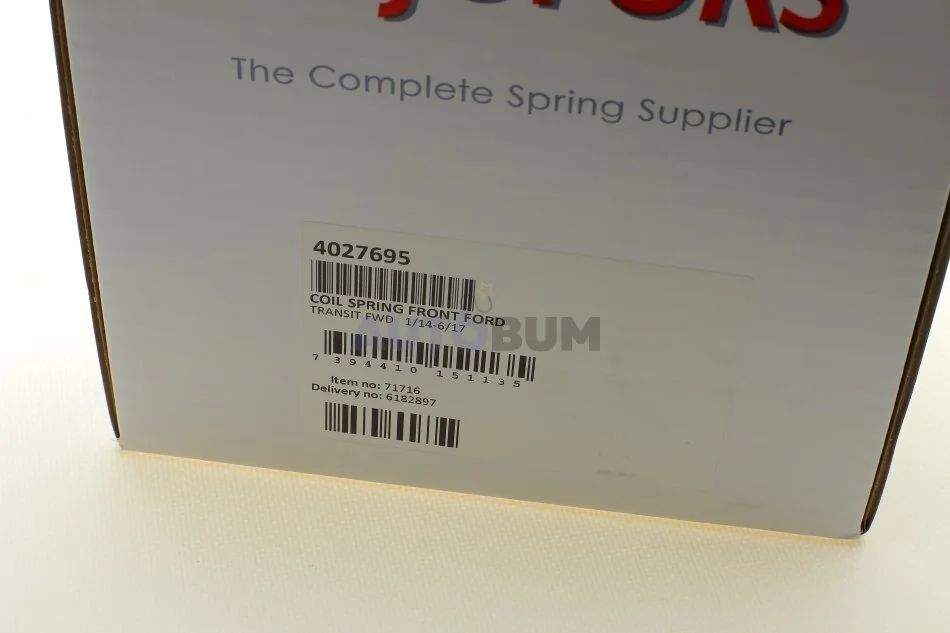 The Complete Spring Supplier
4027695
COIL SPRING FRONT FORD
TRANSIT FWD 1/14-6/17
AUTOBUM
7 394410 151135
Item no: 71716
Delivery no: 6182897